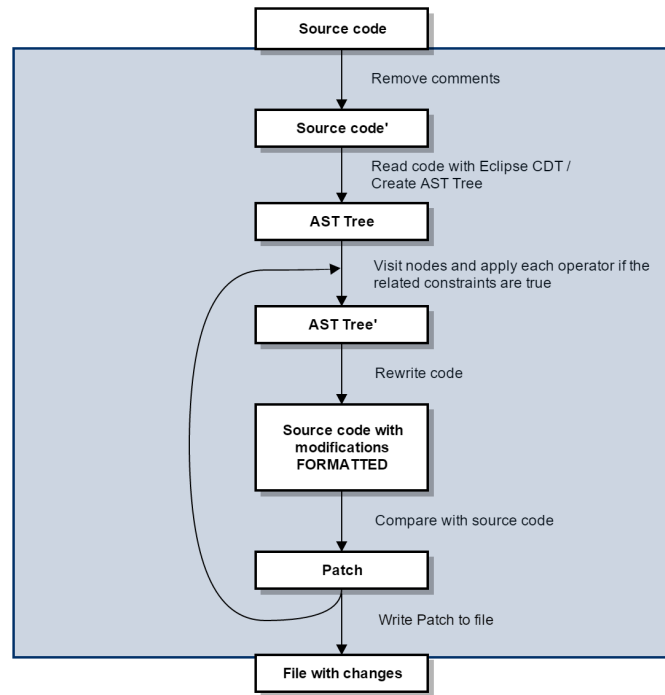 Source code
Remove comments
Source code'
Read code with Eclipse CDT /
Create AST Tree
AST Tree
Visit nodes and apply each operator if the
related constraints are true
AST Tree'
Rewrite code
Source code with
modifications
FORMATTED
Compare with source code
Patch
Write Patch to file
File with changes